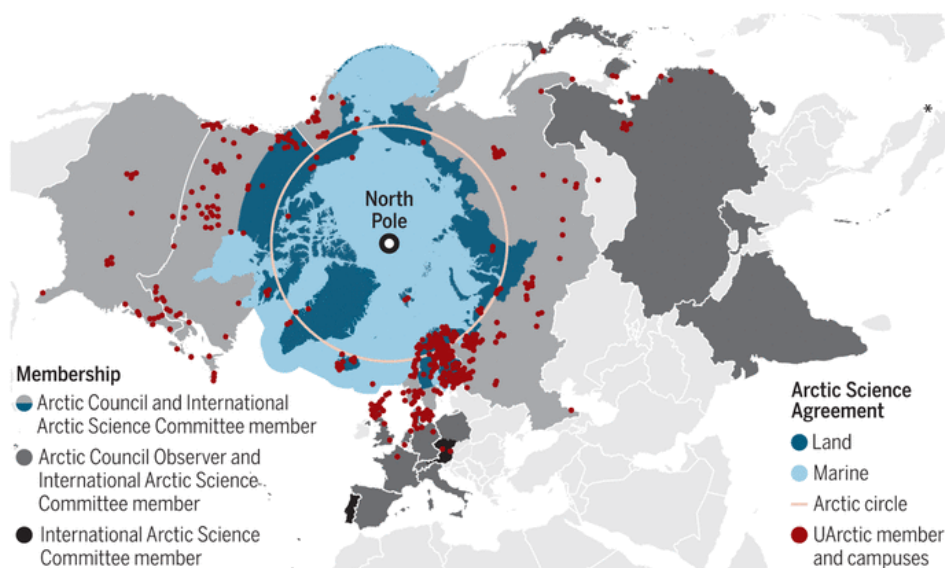 North
Pole
*
Membership
Arctic Council and International
Arctic Science Committee member
Arctic Council Observer and
International Arctic Science
Committee member
International Arctic Science
Committee member
Arctic Science
Agreement
Land
Marine
Arctic circle
UArctic member
and campuses